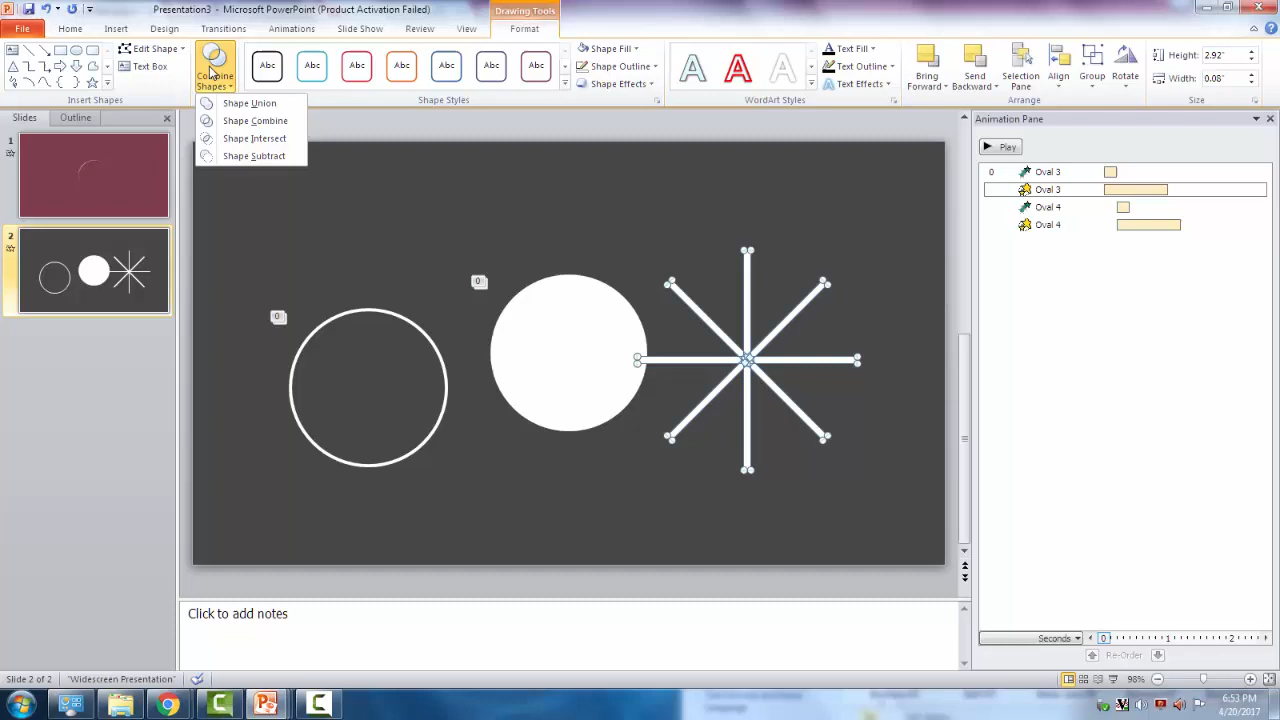 Presentation3 - Microsoft PowerPoint (Product Activation Failed)
Drawing Tools
File Home Insert Design Transitions Animations Slide Show Review View Format
Edit Shape
Text Box
Combine Shapes
Insert Shapes
Abc Abc Abc Abc Abc Abc Abc
Shape Styles
Shape Fill
Shape Outline
Shape Effects
A A A
WordArt Styles
Text Fill
Text Outline
Text Effects
Bring Forward
Send Backward
Selection Pane
Align
Group
Rotate
Arrange
Height: 2.92"
Width: 0.08"
Size
Shape Union
Shape Combine
Shape Intersect
Shape Subtract
Slides Outline
1
2
0
0
Animation Pane
Play
0 Oval 3
Oval 3
Oval 4
Oval 4
Seconds 0 1 2
Re-Order
Click to add notes
Slide 2 of 2 "Widescreen Presentation" 98%
6:53 PM
4/20/2017